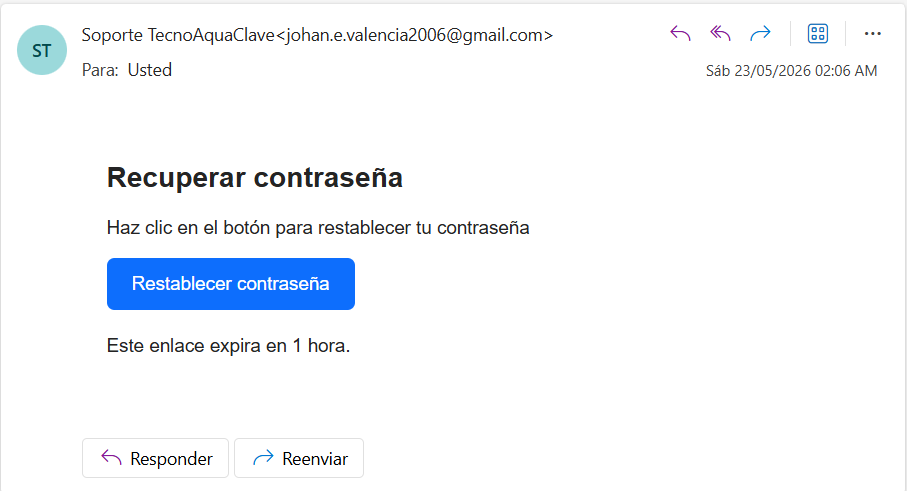 ST
Soporte TecnoAquaClave<johan.e.valencia2006@gmail.com>
Para: Usted
Sáb 23/05/2026 02:06 AM
Recuperar contraseña
Haz clic en el botón para restablecer tu contraseña
Restablecer contraseña
Este enlace expira en 1 hora.
Responder
Reenviar